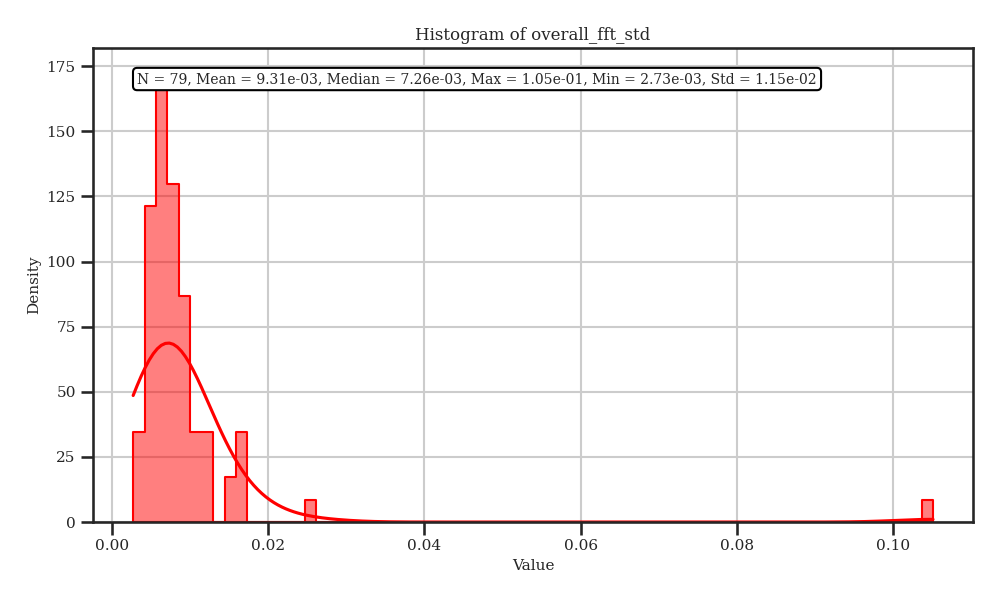 Histogram of overall_fft_std
N = 79, Mean = 9.31e-03, Median = 7.26e-03, Max = 1.05e-01, Min = 2.73e-03, Std = 1.15e-02
175
150
125
100
75
50
25
0
Density
0.00 0.02 0.04 0.06 0.08 0.10
Value